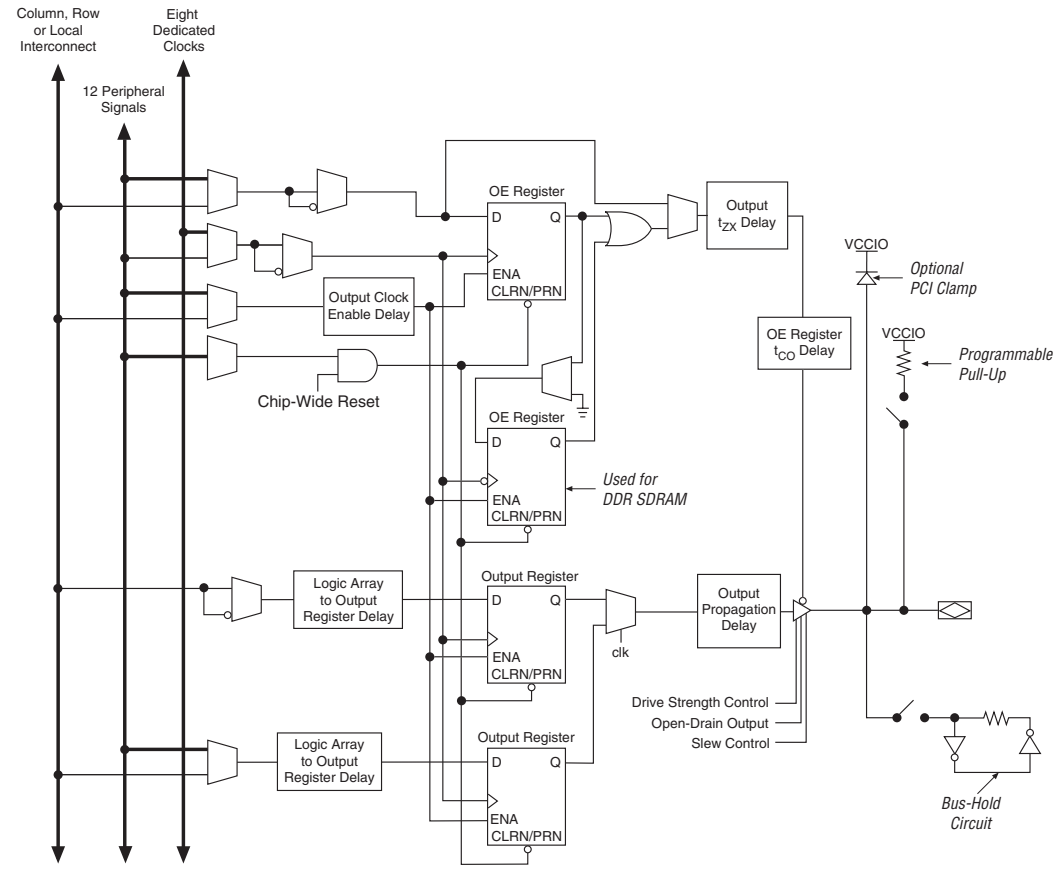 Column, Row
or Local
Interconnect
Eight
Dedicated
Clocks
12 Peripheral
Signals
OE Register
D
Q
ENA
CLRN/PRN
Output
tZX Delay
Output Clock
Enable Delay
Chip-Wide Reset
VCCIO
Optional
PCI Clamp
OE Register
tCO Delay
VCCIO
Programmable
Pull-Up
OE Register
D
Q
ENA
CLRN/PRN
Used for
DDR SDRAM
Logic Array
to Output
Register Delay
Output Register
D
Q
ENA
CLRN/PRN
clk
Output
Propagation
Delay
Drive Strength Control
Open-Drain Output
Slew Control
Logic Array
to Output
Register Delay
Output Register
D
Q
ENA
CLRN/PRN
Bus-Hold
Circuit